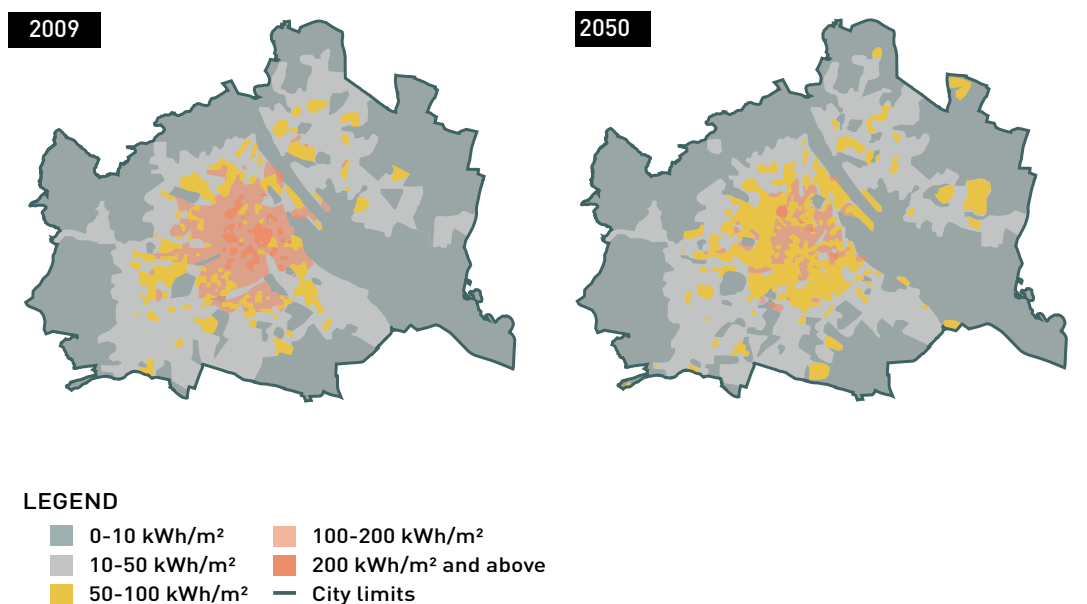 2009
2050
LEGEND
0-10 kWh/m²
10-50 kWh/m²
50-100 kWh/m²
100-200 kWh/m²
200 kWh/m² and above
City limits